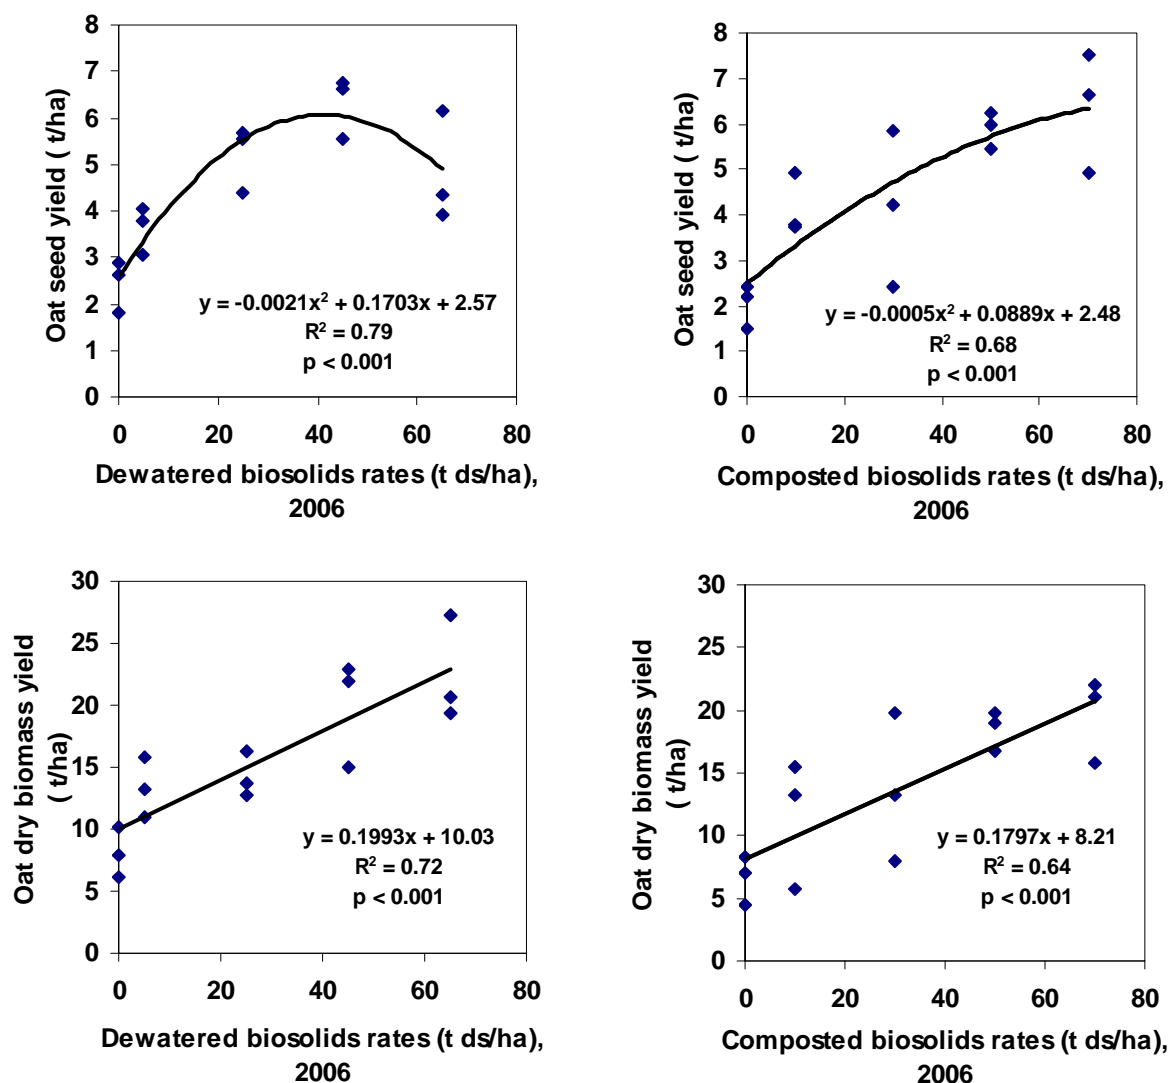 Oat seed yield ( t/ha)
8
7
6
5
4
3
2
1
0
y = -0.0021x² + 0.1703x + 2.57
R² = 0.79
p < 0.001
0 20 40 60 80
Dewatered biosolids rates (t ds/ha),
2006
Oat seed yield ( t/ha)
8
7
6
5
4
3
2
1
0
y = -0.0005x² + 0.0889x + 2.48
R² = 0.68
p < 0.001
0 20 40 60 80
Composted biosolids rates (t ds/ha),
2006
Oat dry biomass yield
( t/ha)
30
25
20
15
10
5
0
y = 0.1993x + 10.03
R² = 0.72
p < 0.001
0 20 40 60 80
Dewatered biosolids rates (t ds/ha),
2006
Oat dry biomass yield
( t/ha)
30
25
20
15
10
5
0
y = 0.1797x + 8.21
R² = 0.64
p < 0.001
0 20 40 60 80
Composted biosolids rates (t ds/ha),
2006